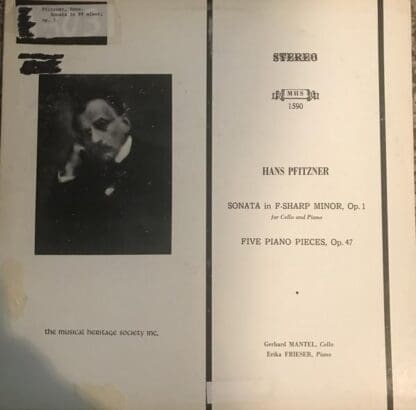 Pfitzner, Hans.
Sonata in F# minor,
Op. 1.
STEREO
MHS
1590
HANS PFITZNER
SONATA in F-SHARP MINOR, Op. 1
for Cello and Piano
FIVE PIANO PIECES, Op. 47
the musical heritage society inc.
Gerhard MANTEL, Cello
Erika FRIESER, Piano